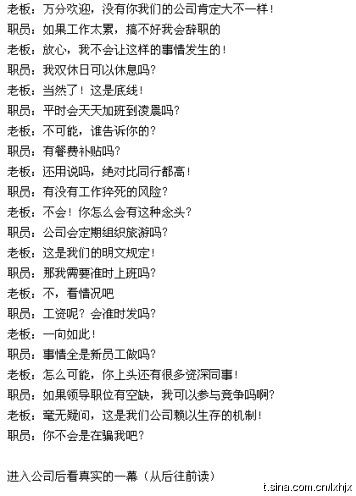 老板：万分欢迎，没有你我们的公司肯定大不一样！
职员：如果工作太累，搞不好我会辞职的
老板：放心，我不会让这样的事情发生的！
职员：我双休日可以休息吗？
老板：当然了！这是底线！
职员：平时会天天加班到凌晨吗？
老板：不可能，谁告诉你的？
职员：有餐费补贴吗？
老板：还用说吗，绝对比同行都高！
职员：有没有工作猝死的风险？
老板：不会！你怎么会有这种念头？
职员：公司会定期组织旅游吗？
老板：这是我们的明文规定！
职员：那我需要准时上班吗？
老板：不，看情况吧
职员：工资呢？会准时发吗？
老板：一向如此！
职员：事情全是新员工做吗？
老板：怎么可能，你上头还有很多资深同事！
职员：如果领导职位有空缺，我可以参与竞争吗啊？
老板：毫无疑问，这是我们公司赖以生存的机制！
职员：你不会是在骗我吧？
进入公司后看真实的一幕（从后往前读）
t.sina.com.cn/lxhjx